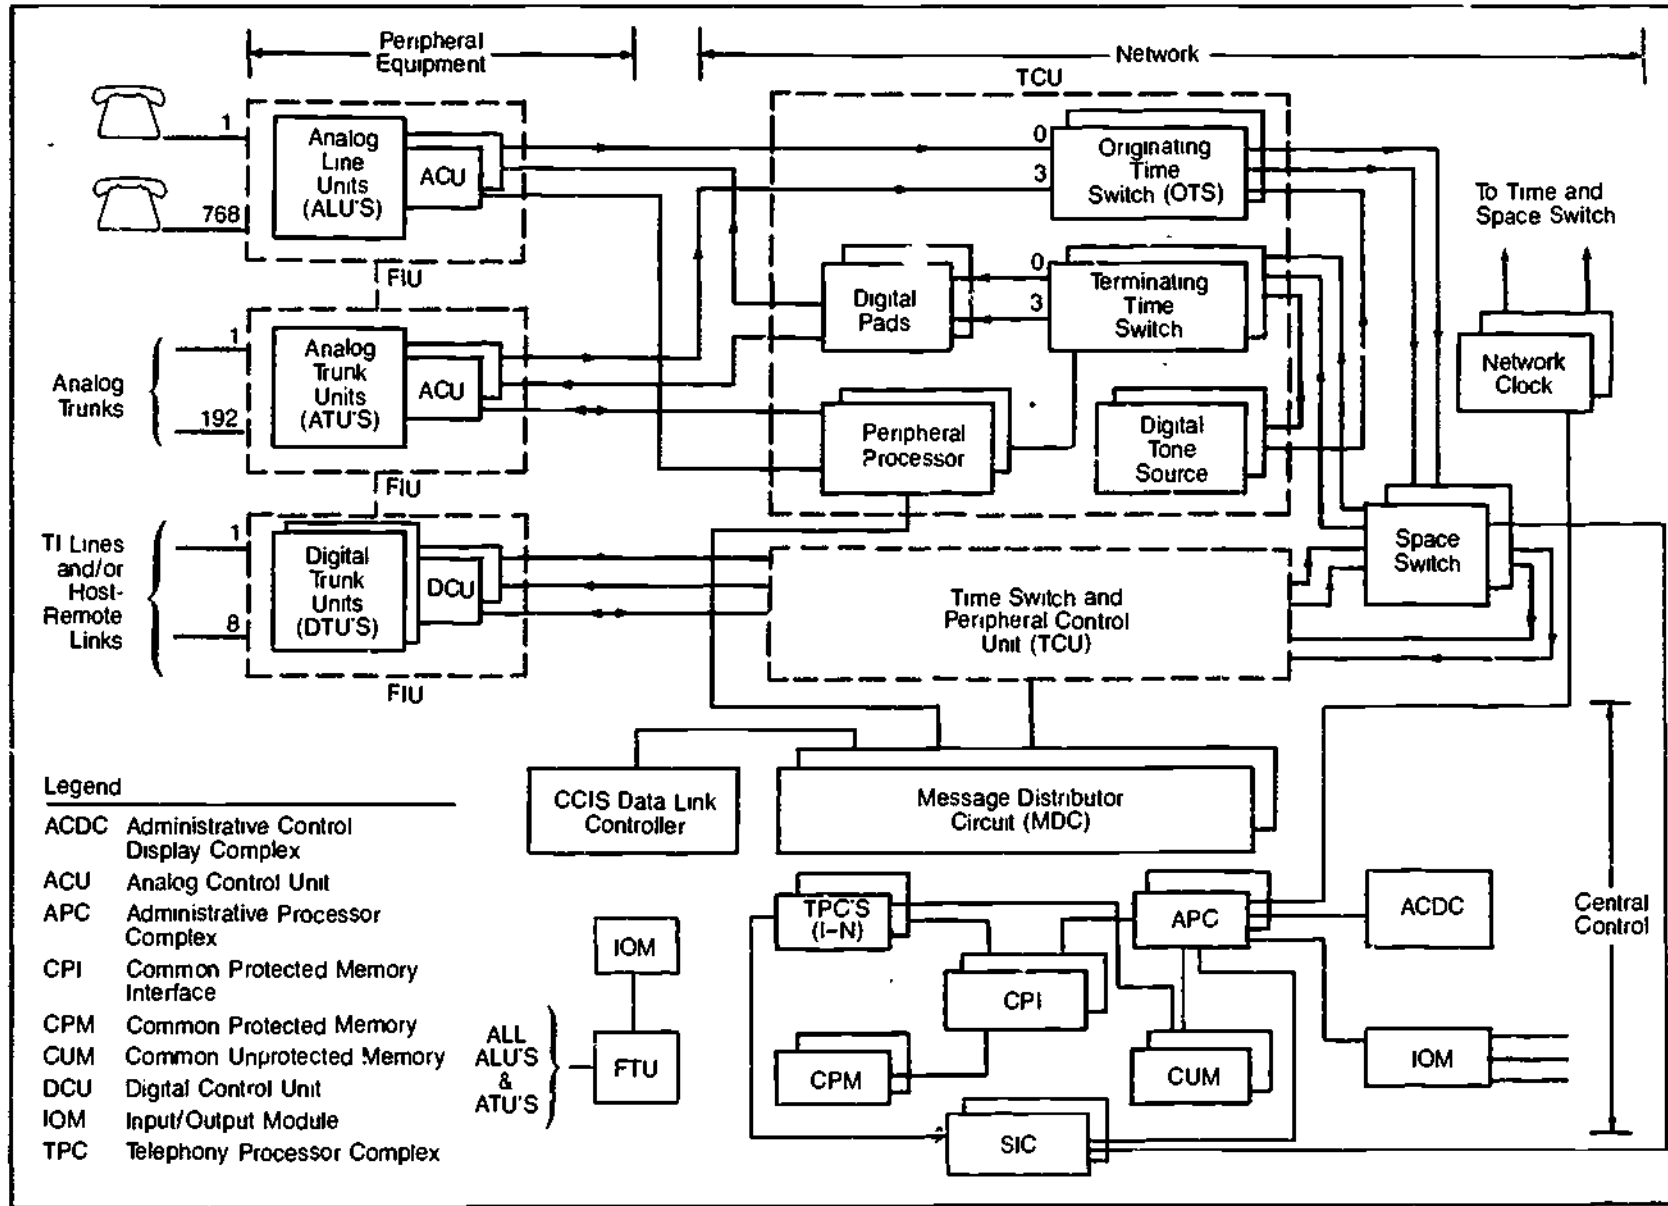 Peripheral
Equipment
Network
TCU
1
768
Analog
Line
Units
(ALU'S)
ACU
FIU
0
3
Originating
Time
Switch (OTS)
To Time and
Space Switch
Analog
Trunks
1
192
Analog
Trunk
Units
(ATU'S)
ACU
FIU
Digital
Pads
0
3
Terminating
Time
Switch
Network
Clock
Peripheral
Processor
Digital
Tone
Source
TI Lines
and/or
Host-
Remote
Links
1
8
Digital
Trunk
Units
(DTU'S)
DCU
FIU
Time Switch and
Peripheral Control
Unit (TCU)
Space
Switch
CCIS Data Link
Controller
Message Distributor
Circuit (MDC)
Central
Control
TPC'S
(I-N)
APC
ACDC
CPI
CPM
CUM
IOM
SIC
IOM
FTU
ALL
ALU'S
&
ATU'S
Legend
ACDC Administrative Control
Display Complex
ACU Analog Control Unit
APC Administrative Processor
Complex
CPI Common Protected Memory
Interface
CPM Common Protected Memory
CUM Common Unprotected Memory
DCU Digital Control Unit
IOM Input/Output Module
TPC Telephony Processor Complex